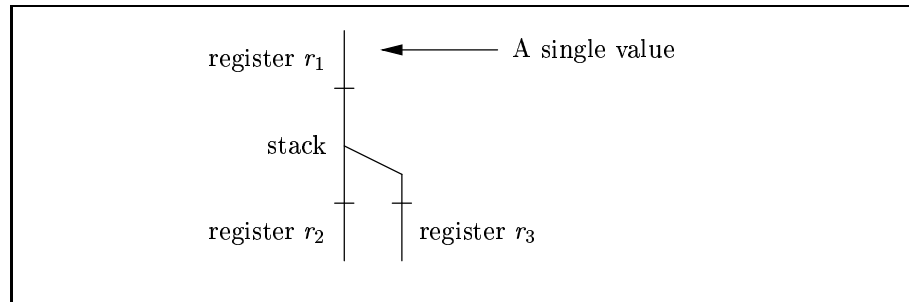 register r1
A single value
stack
register r2
register r3